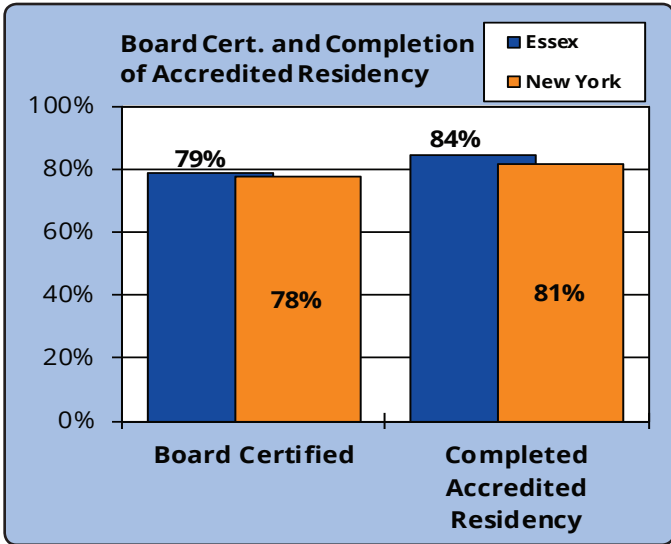 Board Cert. and Completion
of Accredited Residency
Essex
New York
100%
80%
60%
40%
20%
0%
79%
78%
84%
81%
Board Certified
Completed
Accredited
Residency